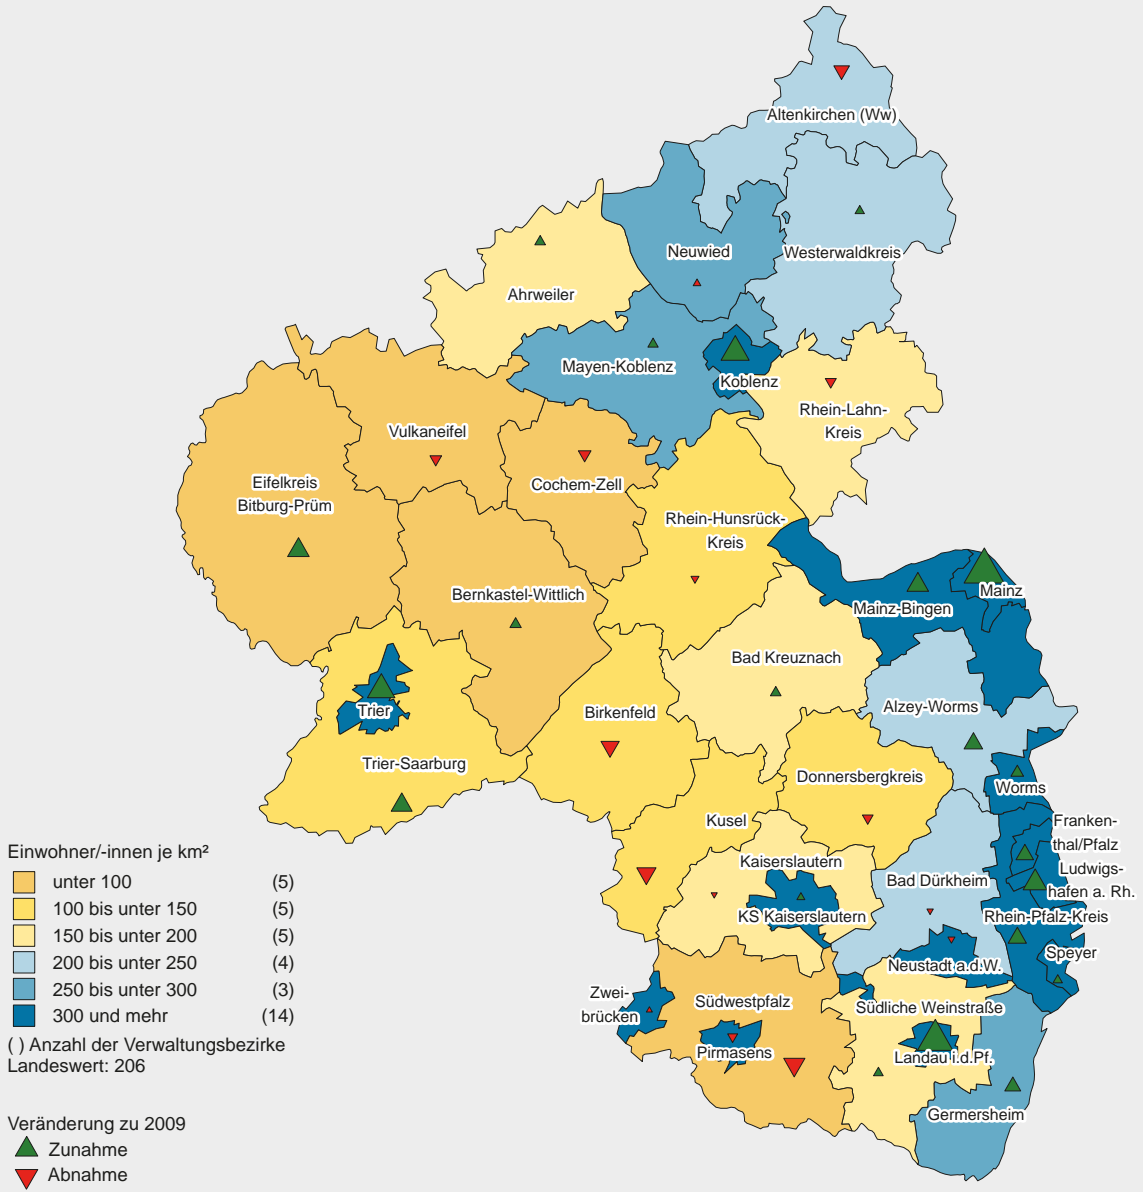 Altenkirchen (Ww)
Westerwaldkreis
Neuwied
Ahrweiler
Mayen-Koblenz
Koblenz
Rhein-Lahn-
Kreis
Vulkaneifel
Cochem-Zell
Eifelkreis
Bitburg-Prüm
Rhein-Hunsrück-
Kreis
Bernkastel-Wittlich
Mainz-Bingen
Mainz
Bad Kreuznach
Trier
Birkenfeld
Alzey-Worms
Trier-Saarburg
Donnersbergkreis
Worms
Kusel
Franken-
thal/Pfalz
Kaiserslautern
Bad Dürkheim
Ludwigs-
hafen a. Rh.
KS Kaiserslautern
Rhein-Pfalz-Kreis
Speyer
Neustadt a.d.W.
Zwei-
brücken
Südwestpfalz
Südliche Weinstraße
Pirmasens
Landau i.d.Pf.
Germersheim
Einwohner/-innen je km²
unter 100 (5)
100 bis unter 150 (5)
150 bis unter 200 (5)
200 bis unter 250 (4)
250 bis unter 300 (3)
300 und mehr (14)
( ) Anzahl der Verwaltungsbezirke
Landeswert: 206
Veränderung zu 2009
Zunahme
Abnahme